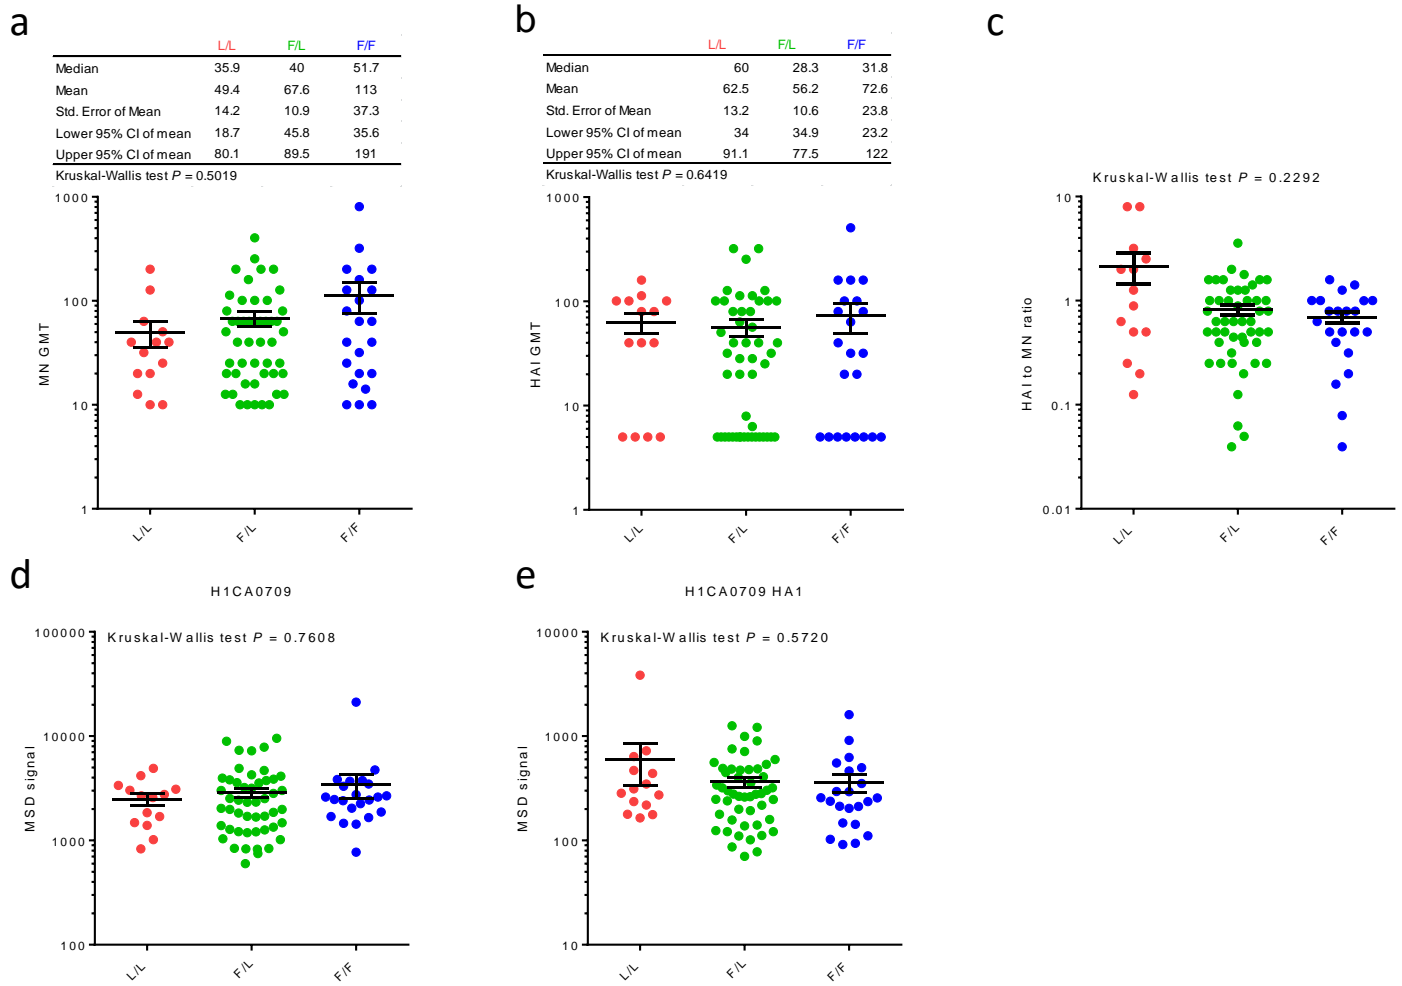 a
L/L F/L F/F
Median 35.9 40 51.7
Mean 49.4 67.6 113
Std. Error of Mean 14.2 10.9 37.3
Lower 95% CI of mean 18.7 45.8 35.6
Upper 95% CI of mean 80.1 89.5 191
Kruskal-Wallis test P = 0.5019
1000
100
10
1
MN GMT
L/L F/L F/F
b
L/L F/L F/F
Median 60 28.3 31.8
Mean 62.5 56.2 72.6
Std. Error of Mean 13.2 10.6 23.8
Lower 95% CI of mean 34 34.9 23.2
Upper 95% CI of mean 91.1 77.5 122
Kruskal-Wallis test P = 0.6419
1000
100
10
1
HAI GMT
L/L F/L F/F
c
Kruskal-Wallis test P = 0.2292
10
1
0.1
0.01
HAI to MN ratio
L/L F/L F/F
d
H1CA0709
Kruskal-Wallis test P = 0.7608
100000
10000
1000
100
MSD signal
L/L F/L F/F
e
H1CA0709 HA1
Kruskal-Wallis test P = 0.5720
10000
1000
100
10
MSD signal
L/L F/L F/F